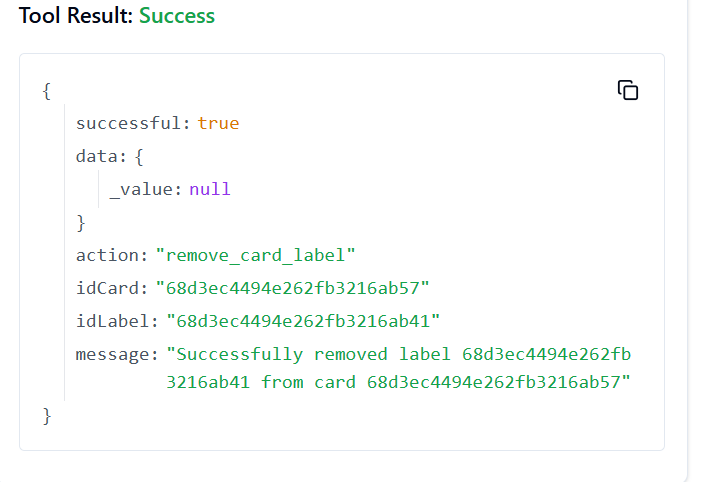 Tool Result: Success
{
successful: true
data: {
_value: null
}
action: "remove_card_label"
idCard: "68d3ec4494e262fb3216ab57"
idLabel: "68d3ec4494e262fb3216ab41"
message: "Successfully removed label 68d3ec4494e262fb
3216ab41 from card 68d3ec4494e262fb3216ab57"
}